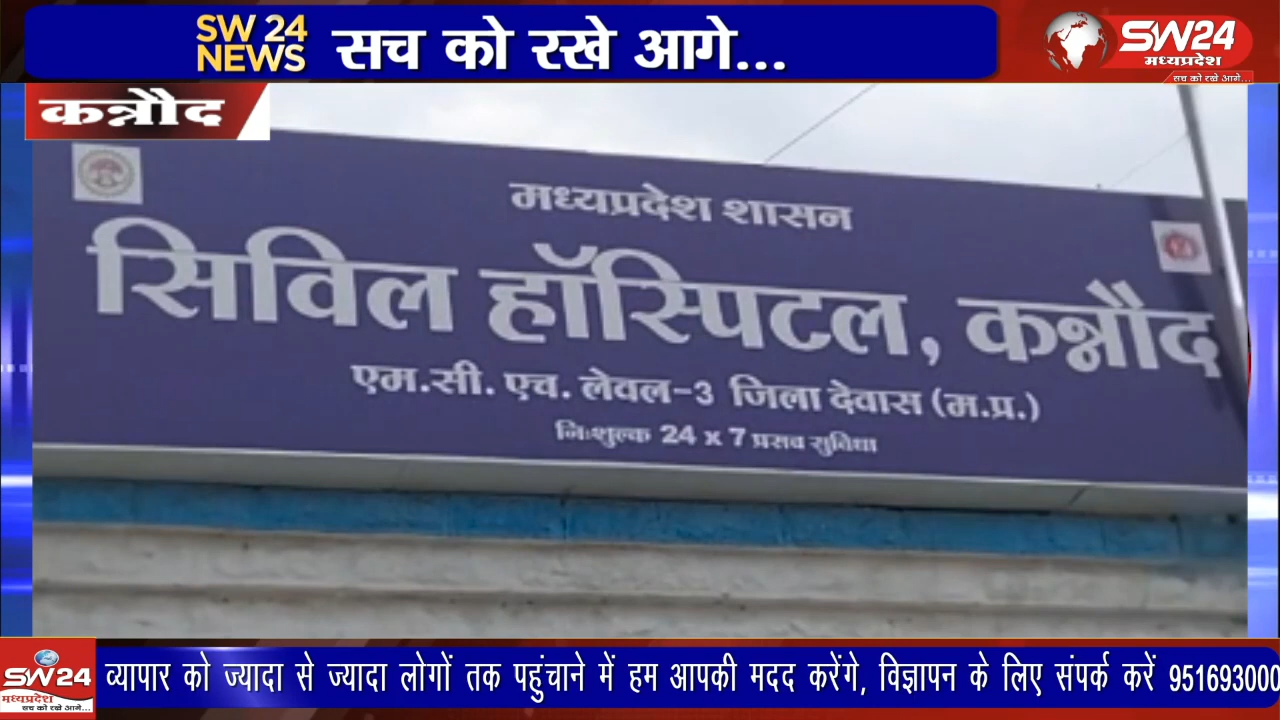 SW 24 NEWS सच को रखे आगे...
SW24
मध्यप्रदेश
सच को रखे आगे...
कन्नौद
मध्यप्रदेश शासन
सिविल हॉस्पिटल, कन्नौद
एम.सी. एच. लेवल-3 जिला देवास (म.प्र.)
निःशुल्क 24 x 7 प्रसव सुविधा
SW24
मध्यप्रदेश
सच को रखे आगे...
व्यापार को ज्यादा से ज्यादा लोगों तक पहुंचाने में हम आपकी मदद करेंगे, विज्ञापन के लिए संपर्क करें 951693000